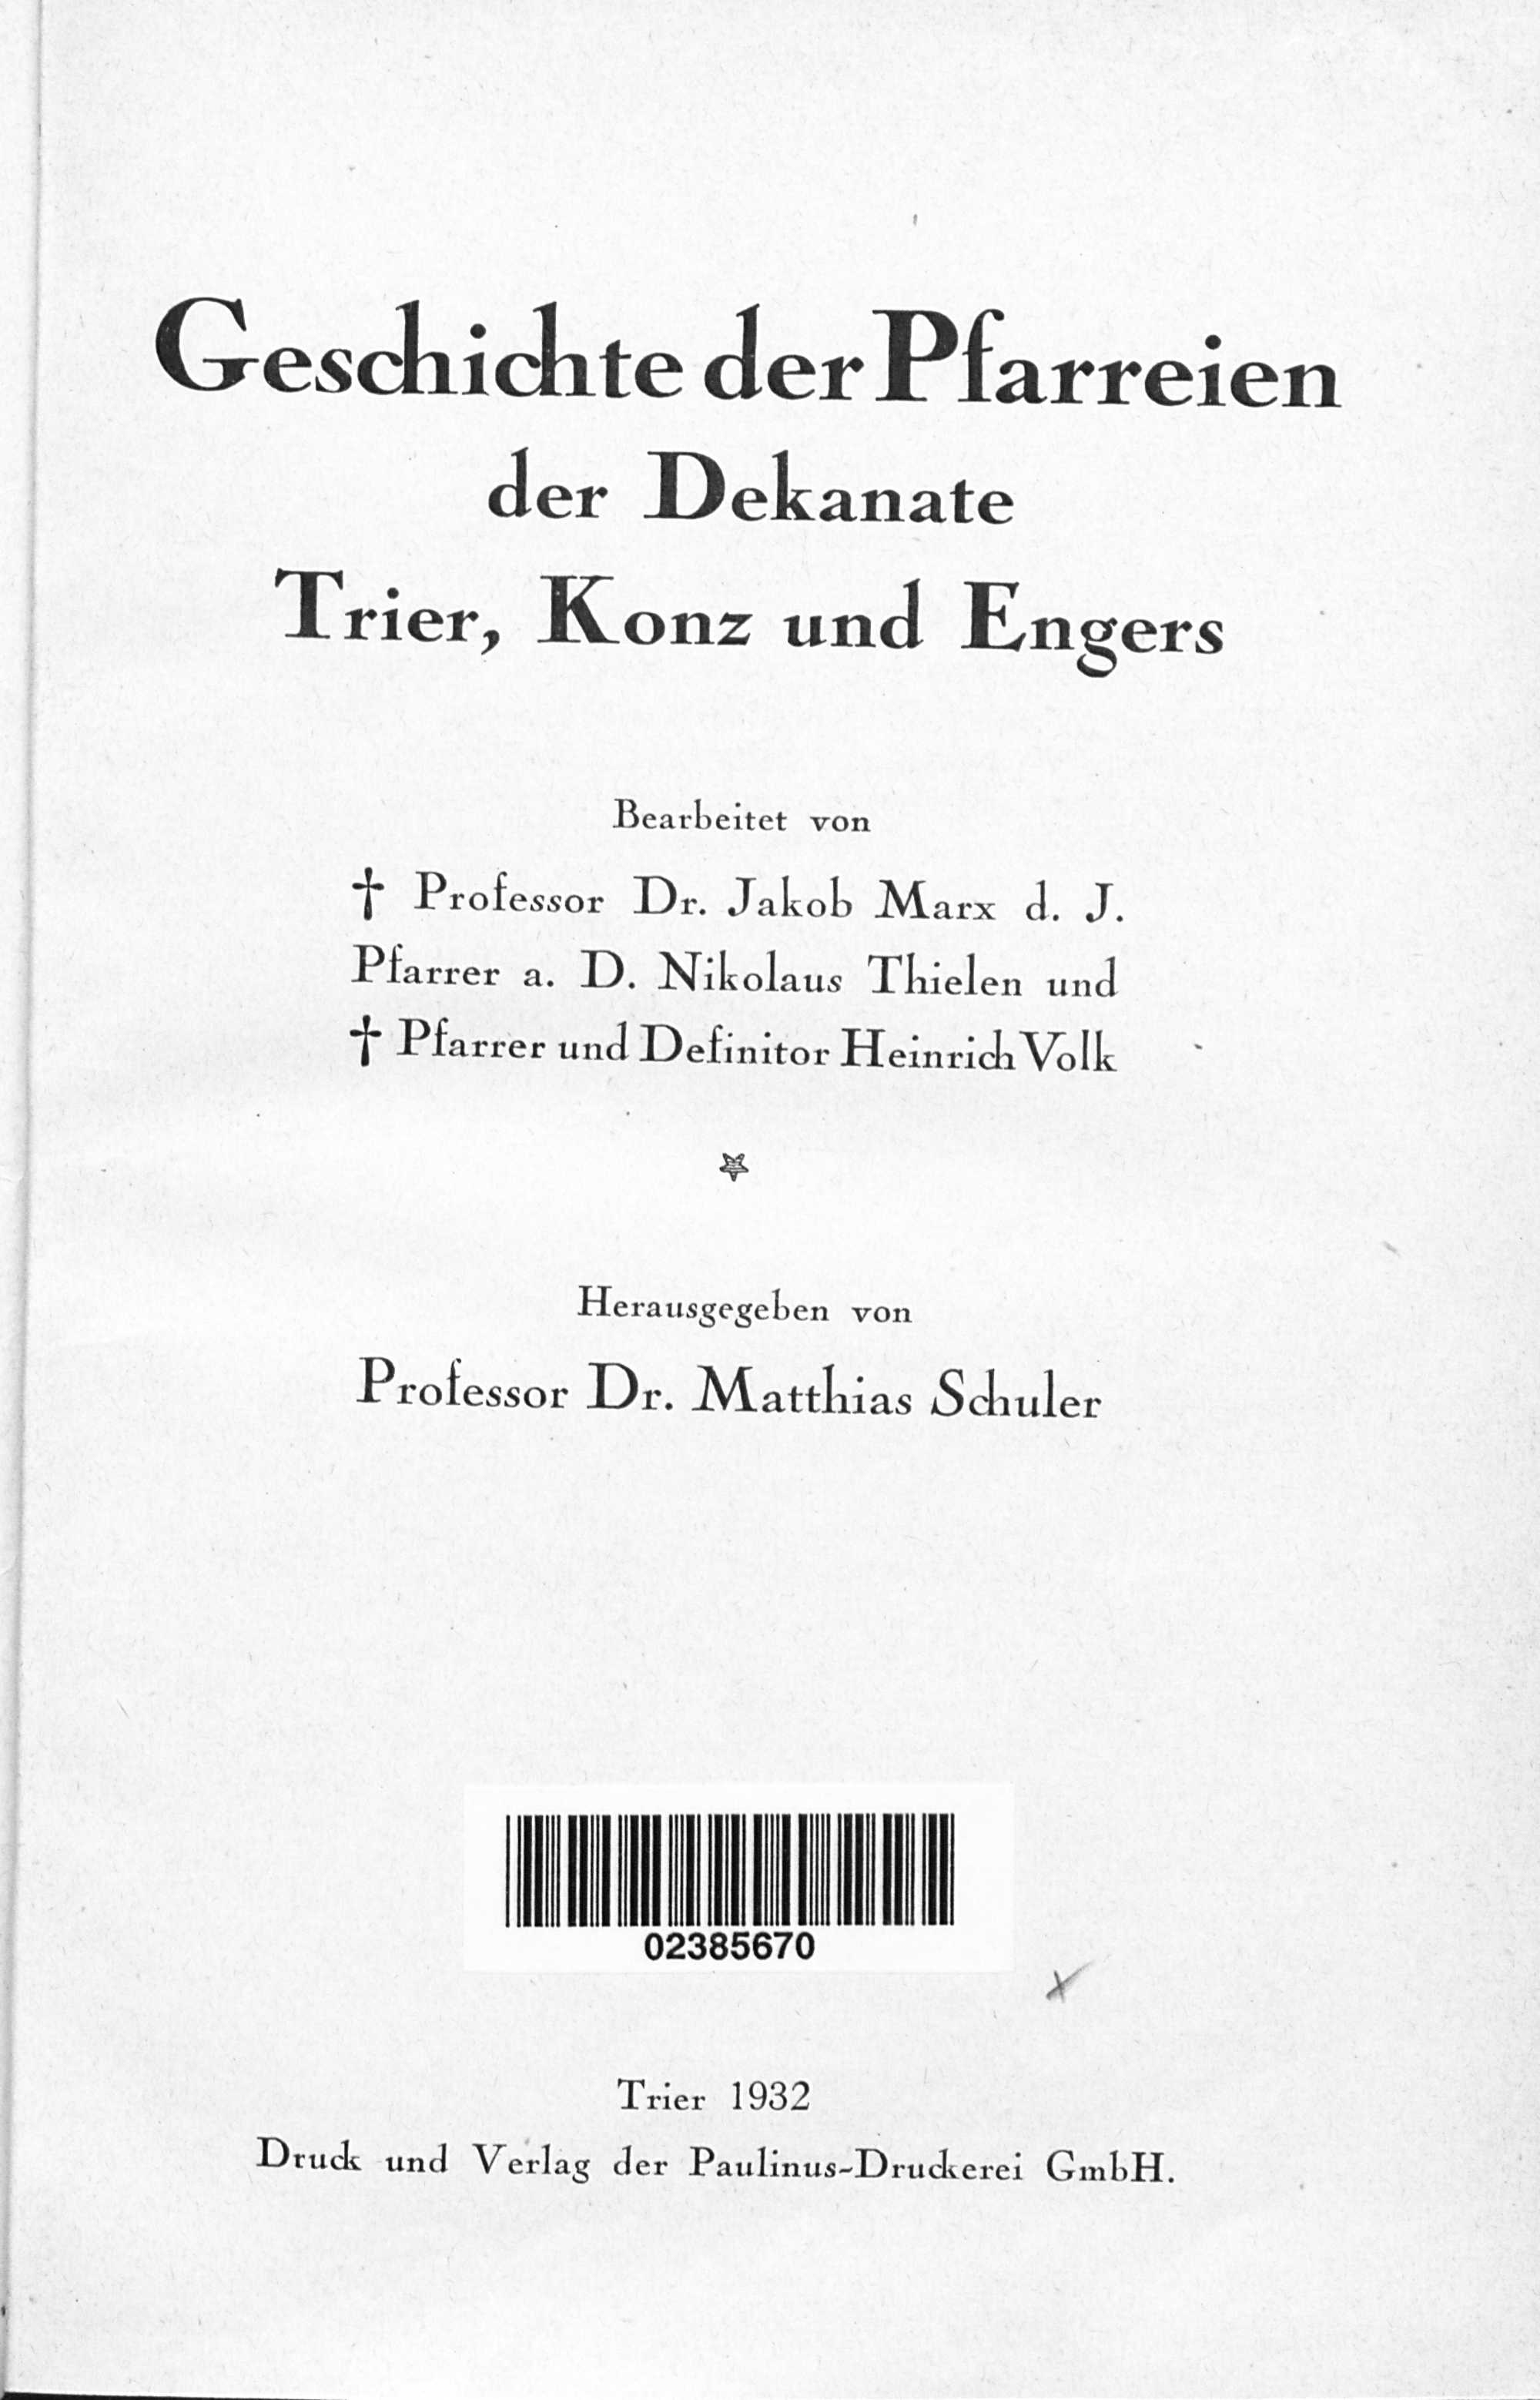 Geschichte der Pfarreien
der Dekanate
Trier, Konz und Engers
Bearbeitet von
† Professor Dr. Jakob Marx d. J.
Pfarrer a. D. Nikolaus Thielen und
† Pfarrer und Definitor Heinrich Volk
Herausgegeben von
Professor Dr. Matthias Schuler
02385670
Trier 1932
Druck und Verlag der Paulinus-Druckerei GmbH.